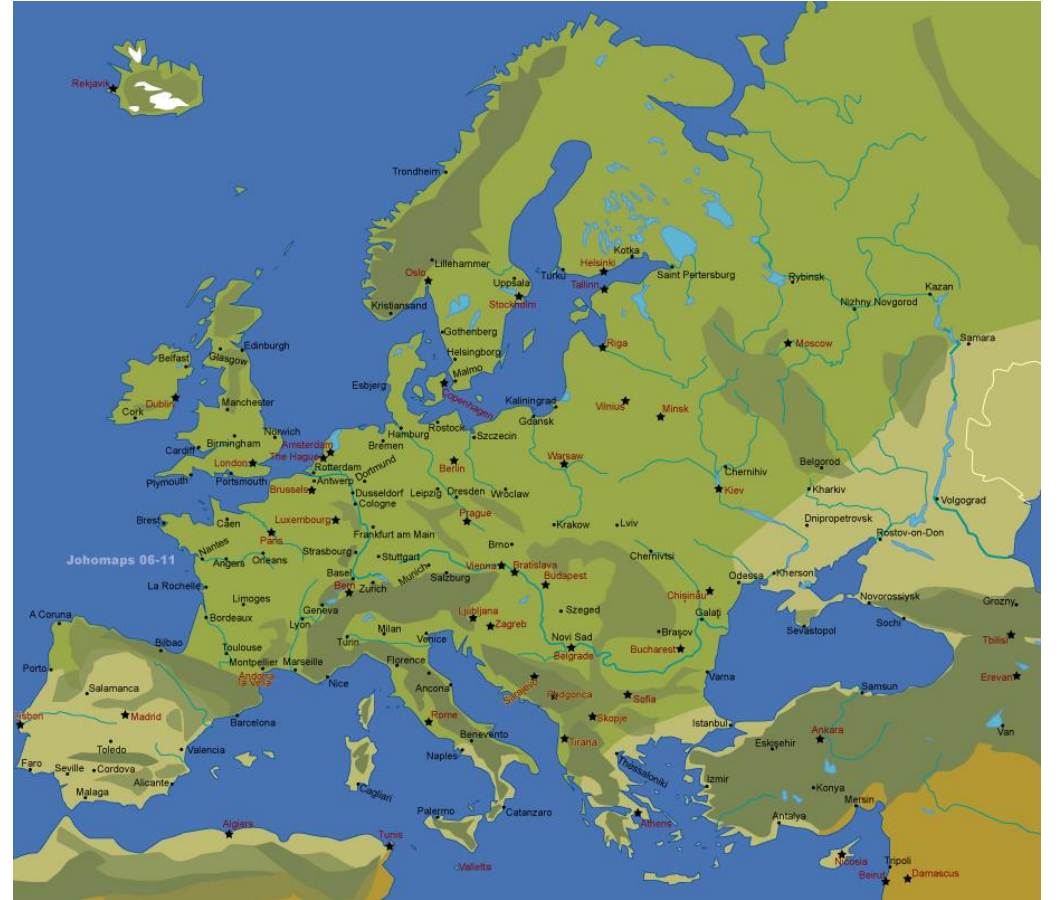 Rekjavik
Trondheim
Lillehammer
Oslo
Kristiansand
Uppsala
Stockholm
Turku
Helsinki
Kotka
Tallinn
Saint Pertersburg
Rybinsk
Kazan
Nizhny Novgorod
Gothenberg
Helsingborg
Malmo
Copenhagen
Esbjerg
Riga
Moscow
Samara
Belfast
Glasgow
Edinburgh
Dublin
Cork
Manchester
Birmingham
Norwich
Cardiff
London
Plymouth
Portsmouth
Amsterdam
The Hague
Rotterdam
Antwerp
Brussels
Dortmund
Dusseldorf
Cologne
Hamburg
Bremen
Rostock
Szczecin
Berlin
Kaliningrad
Gdansk
Vilnius
Minsk
Warsaw
Chernihiv
Kiev
Belgorod
Kharkiv
Volgograd
Dnipropetrovsk
Rostov-on-Don
Leipzig
Dresden
Wroclaw
Prague
Krakow
Lviv
Brno
Chernivtsi
Brest
Caen
Paris
Luxembourg
Frankfurt am Main
Nantes
Angers
Orleans
Strasbourg
Stuttgart
Johomaps 06-11
Basel
Bern
Zurich
Munich
Salzburg
Vienna
Bratislava
Budapest
Odessa
Kherson
Chișinău
La Rochelle
Limoges
Geneva
Lyon
Bordeaux
Ljubljana
Zagreb
Szeged
Galați
Novorossiysk
Grozny
Sevastopol
Sochi
Tbilisi
A Coruna
Bilbao
Toulouse
Montpellier
Marseille
Andorra
la Vella
Nice
Turin
Milan
Venice
Novi Sad
Belgrade
Brașov
Bucharest
Varna
Porto
Salamanca
Barcelona
Florence
Ancona
Sarajevo
Podgorica
Sofia
Samsun
Erevan
Lisbon
Madrid
Toledo
Valencia
Rome
Benevento
Naples
Skopje
Tirana
Thessaloniki
Istanbul
Eskişehir
Ankara
Van
Faro
Seville
Cordova
Alicante
Malaga
Cagliari
Izmir
Konya
Mersin
Antalya
Palermo
Catanzaro
Athens
Algiers
Tunis
Valletta
Nicosia
Tripoli
Beirut
Damascus